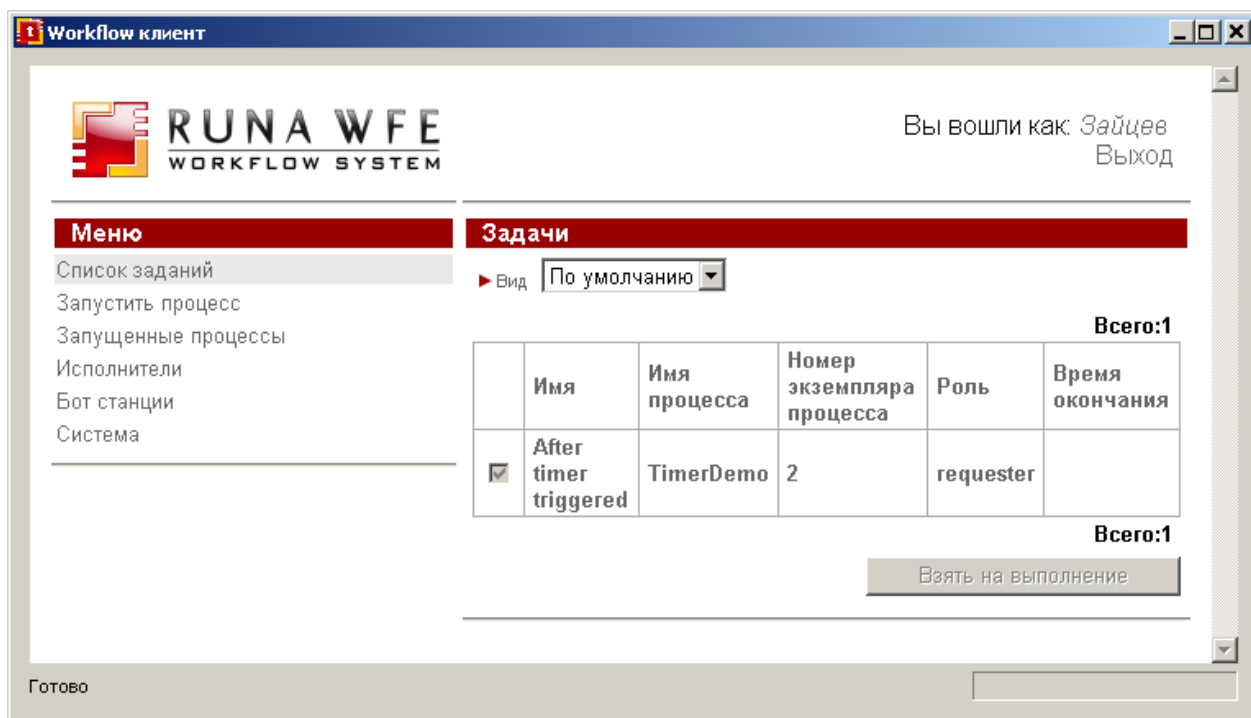 Workflow клиент
RUNA WFE
WORKFLOW SYSTEM
Вы вошли как: Зайцев
Выход
Меню
Список заданий
Запустить процесс
Запущенные процессы
Исполнители
Бот станции
Система
Задачи
Вид По умолчанию
Всего:1
Имя
Имя
процесса
Номер
экземпляра
процесса
Роль
Время
окончания
After
timer
triggered
TimerDemo
2
requester
Всего:1
Взять на выполнение
Готово